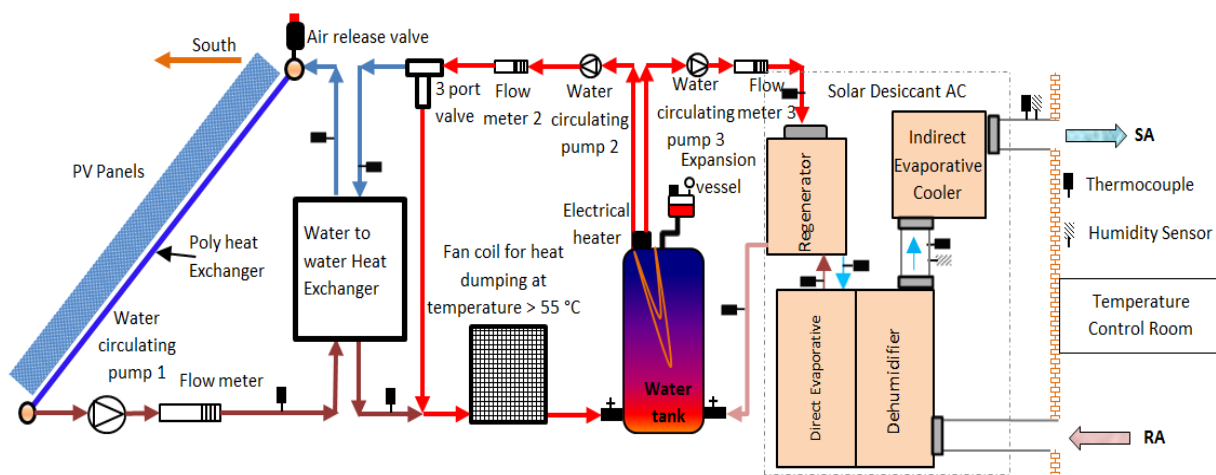 South
Air release valve
PV Panels
Poly heat
Exchanger
Water
circulating
pump 1
Flow meter
Water to
water Heat
Exchanger
3 port
valve
Flow
meter 2
Water
circulating
pump 2
Water
circulating
pump 3
Flow
meter 3
Expansion
vessel
Electrical
heater
Fan coil for heat
dumping at
temperature > 55 °C
Water
tank
Solar Desiccant AC
Regenerator
Indirect
Evaporative
Cooler
Direct Evaporative
Dehumidifier
SA
Thermocouple
Humidity Sensor
Temperature
Control Room
RA